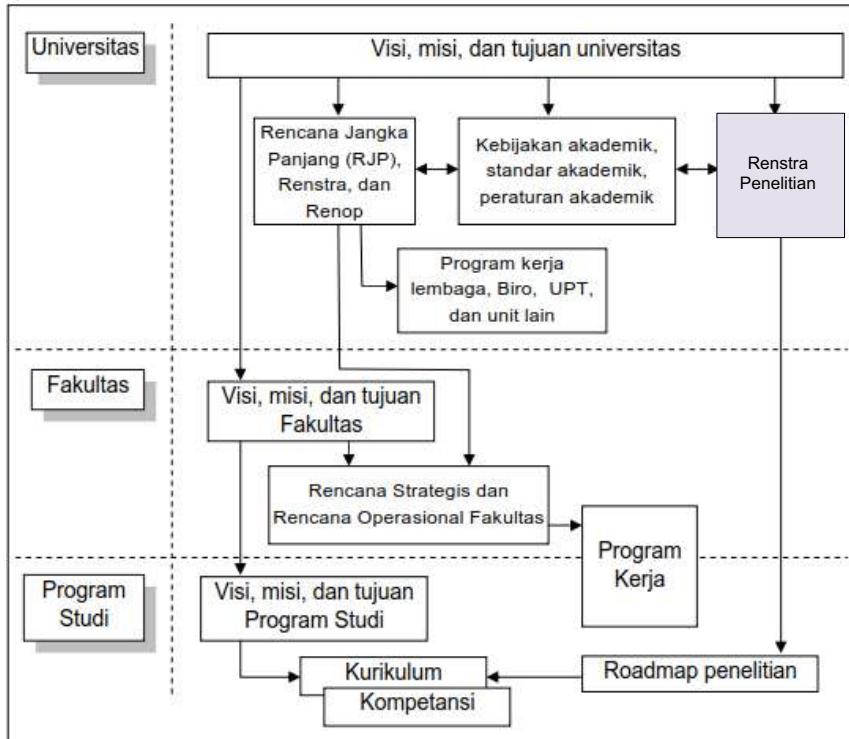 Universitas
Visi, misi, dan tujuan universitas
Rencana Jangka
Panjang (RJP),
Renstra, dan
Renop
Kebijakan akademik,
standar akademik,
peraturan akademik
Renstra
Penelitian
Program kerja
lembaga, Biro, UPT,
dan unit lain
Fakultas
Visi, misi, dan tujuan
Fakultas
Rencana Strategis dan
Rencana Operasional Fakultas
Program
Kerja
Program
Studi
Visi, misi, dan tujuan
Program Studi
Kurikulum
Kompetansi
Roadmap penelitian